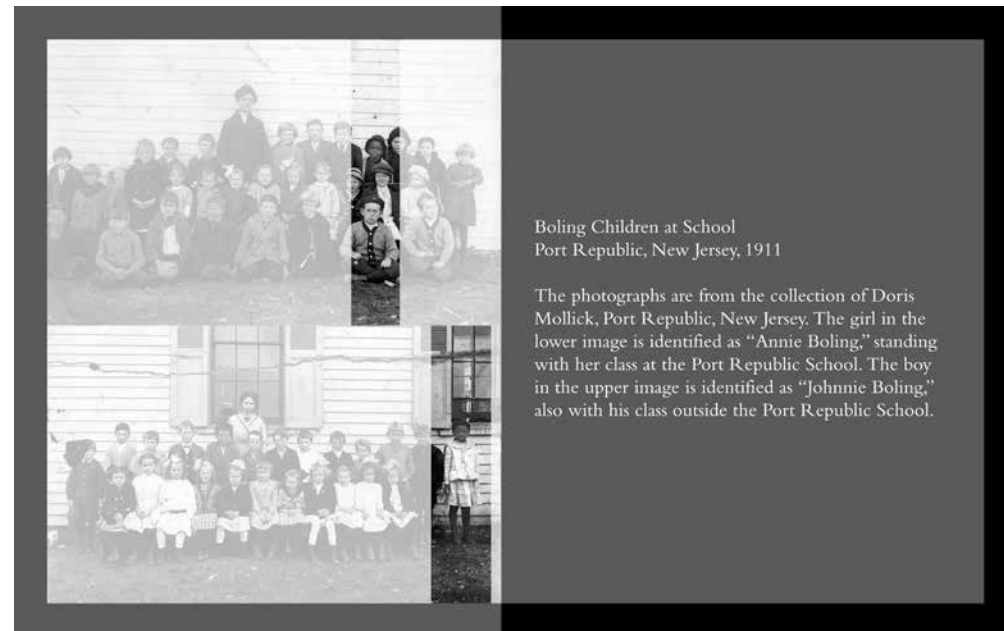 Boling Children at School
Port Republic, New Jersey, 1911
The photographs are from the collection of Doris
Mollick, Port Republic, New Jersey. The girl in the
lower image is identified as “Annie Boling,” standing
with her class at the Port Republic School. The boy
in the upper image is identified as “Johnnie Boling,”
also with his class outside the Port Republic School.